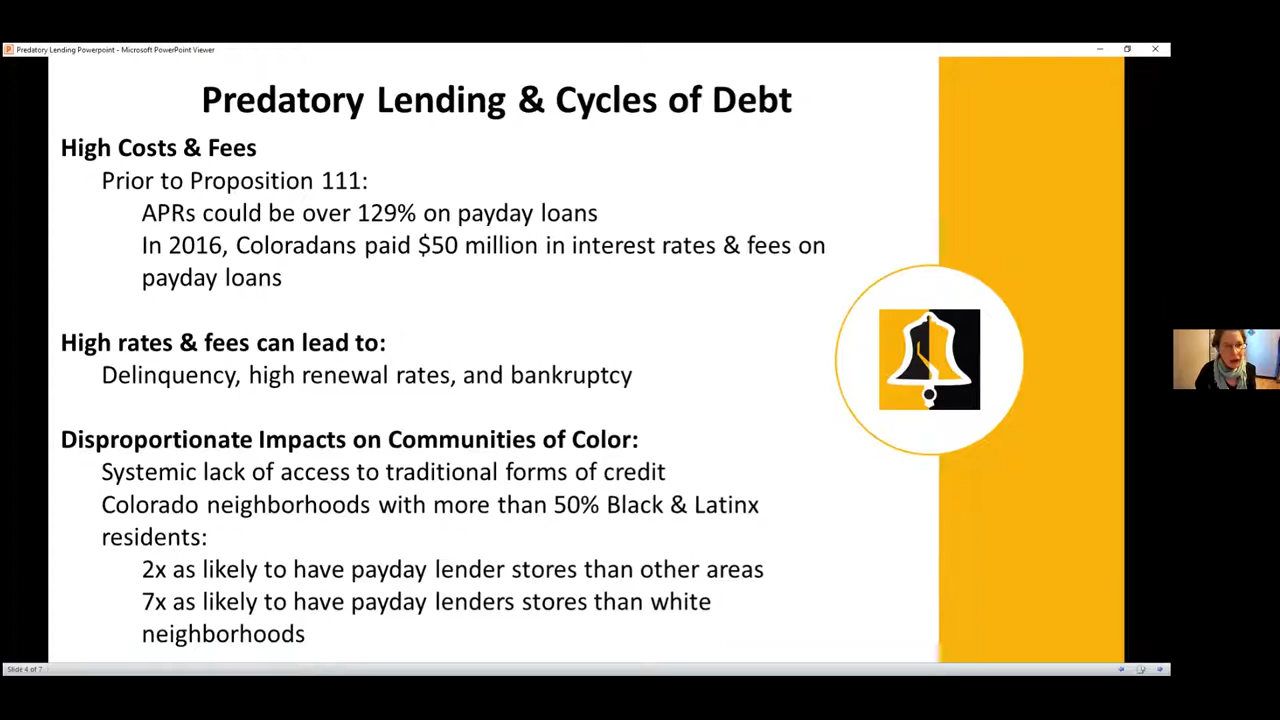 Predatory Lending Powerpoint - Microsoft PowerPoint Viewer
Predatory Lending & Cycles of Debt
High Costs & Fees
Prior to Proposition 111:
APRs could be over 129% on payday loans
In 2016, Coloradans paid $50 million in interest rates & fees on
payday loans
High rates & fees can lead to:
Delinquency, high renewal rates, and bankruptcy
Disproportionate Impacts on Communities of Color:
Systemic lack of access to traditional forms of credit
Colorado neighborhoods with more than 50% Black & Latinx
residents:
2x as likely to have payday lender stores than other areas
7x as likely to have payday lenders stores than white
neighborhoods
Slide 4 of 7